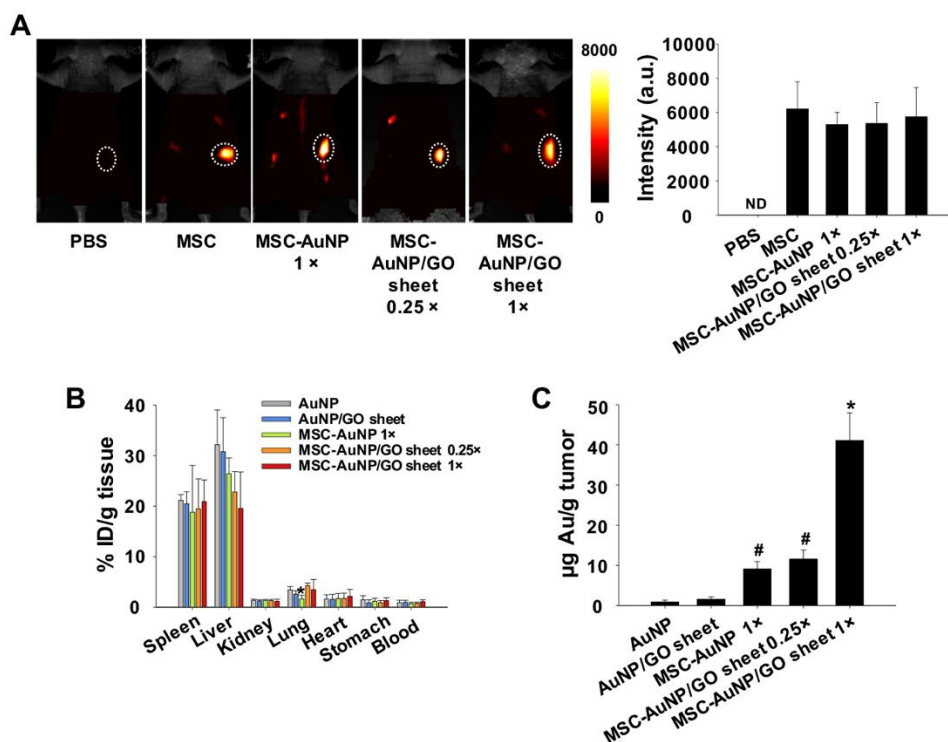 A
8000
0
PBS
MSC
MSC-AuNP
1 ×
MSC-
AuNP/GO
sheet
0.25 ×
MSC-
AuNP/GO
sheet
1×
Intensity (a.u.)
10000
8000
6000
4000
2000
0
ND
PBS
MSC
MSC-AuNP 1×
MSC-AuNP/GO sheet 0.25×
MSC-AuNP/GO sheet 1×
B
% ID/g tissue
40
30
20
10
0
AuNP
AuNP/GO sheet
MSC-AuNP 1×
MSC-AuNP/GO sheet 0.25×
MSC-AuNP/GO sheet 1×
*
Spleen
Liver
Kidney
Lung
Heart
Stomach
Blood
C
µg Au/g tumor
50
40
30
20
10
0
#
#
*
AuNP
AuNP/GO sheet
MSC-AuNP 1×
MSC-AuNP/GO sheet 0.25×
MSC-AuNP/GO sheet 1×